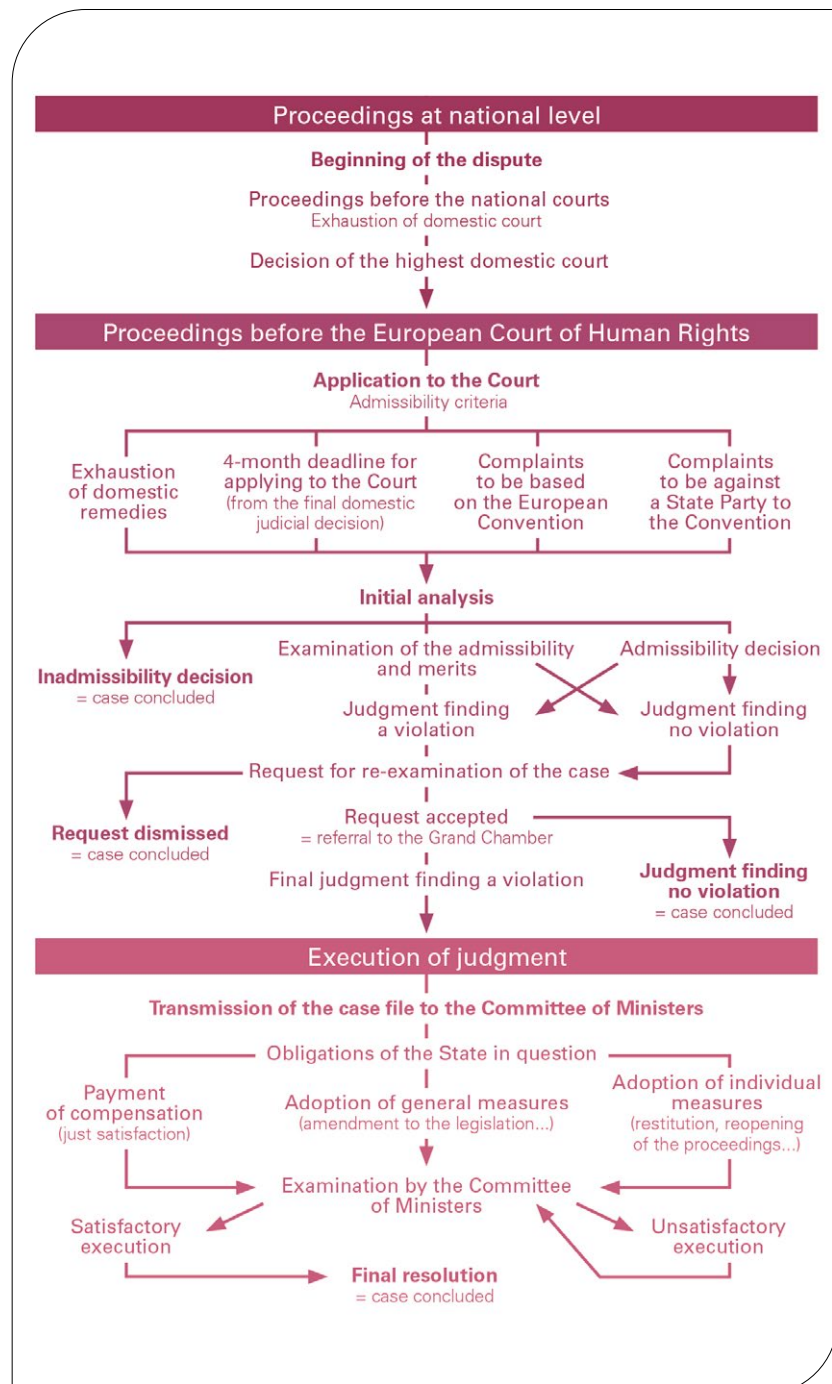 Proceedings at national level
Beginning of the dispute
Proceedings before the national courts
Exhaustion of domestic court
Decision of the highest domestic court
Proceedings before the European Court of Human Rights
Application to the Court
Admissibility criteria
Exhaustion
of domestic
remedies
4-month deadline for
applying to the Court
(from the final domestic
judicial decision)
Complaints
to be based
on the European
Convention
Complaints
to be against
a State Party to
the Convention
Initial analysis
Inadmissibility decision
= case concluded
Examination of the admissibility
and merits
Admissibility decision
Judgment finding
a violation
Judgment finding
no violation
Request for re-examination of the case
Request dismissed
= case concluded
Request accepted
= referral to the Grand Chamber
Judgment finding
no violation
= case concluded
Final judgment finding a violation
Execution of judgment
Transmission of the case file to the Committee of Ministers
Obligations of the State in question
Payment
of compensation
(just satisfaction)
Adoption of general measures
(amendment to the legislation...)
Adoption of individual
measures
(restitution, reopening
of the proceedings...)
Examination by the Committee
of Ministers
Satisfactory
execution
Unsatisfactory
execution
Final resolution
= case concluded